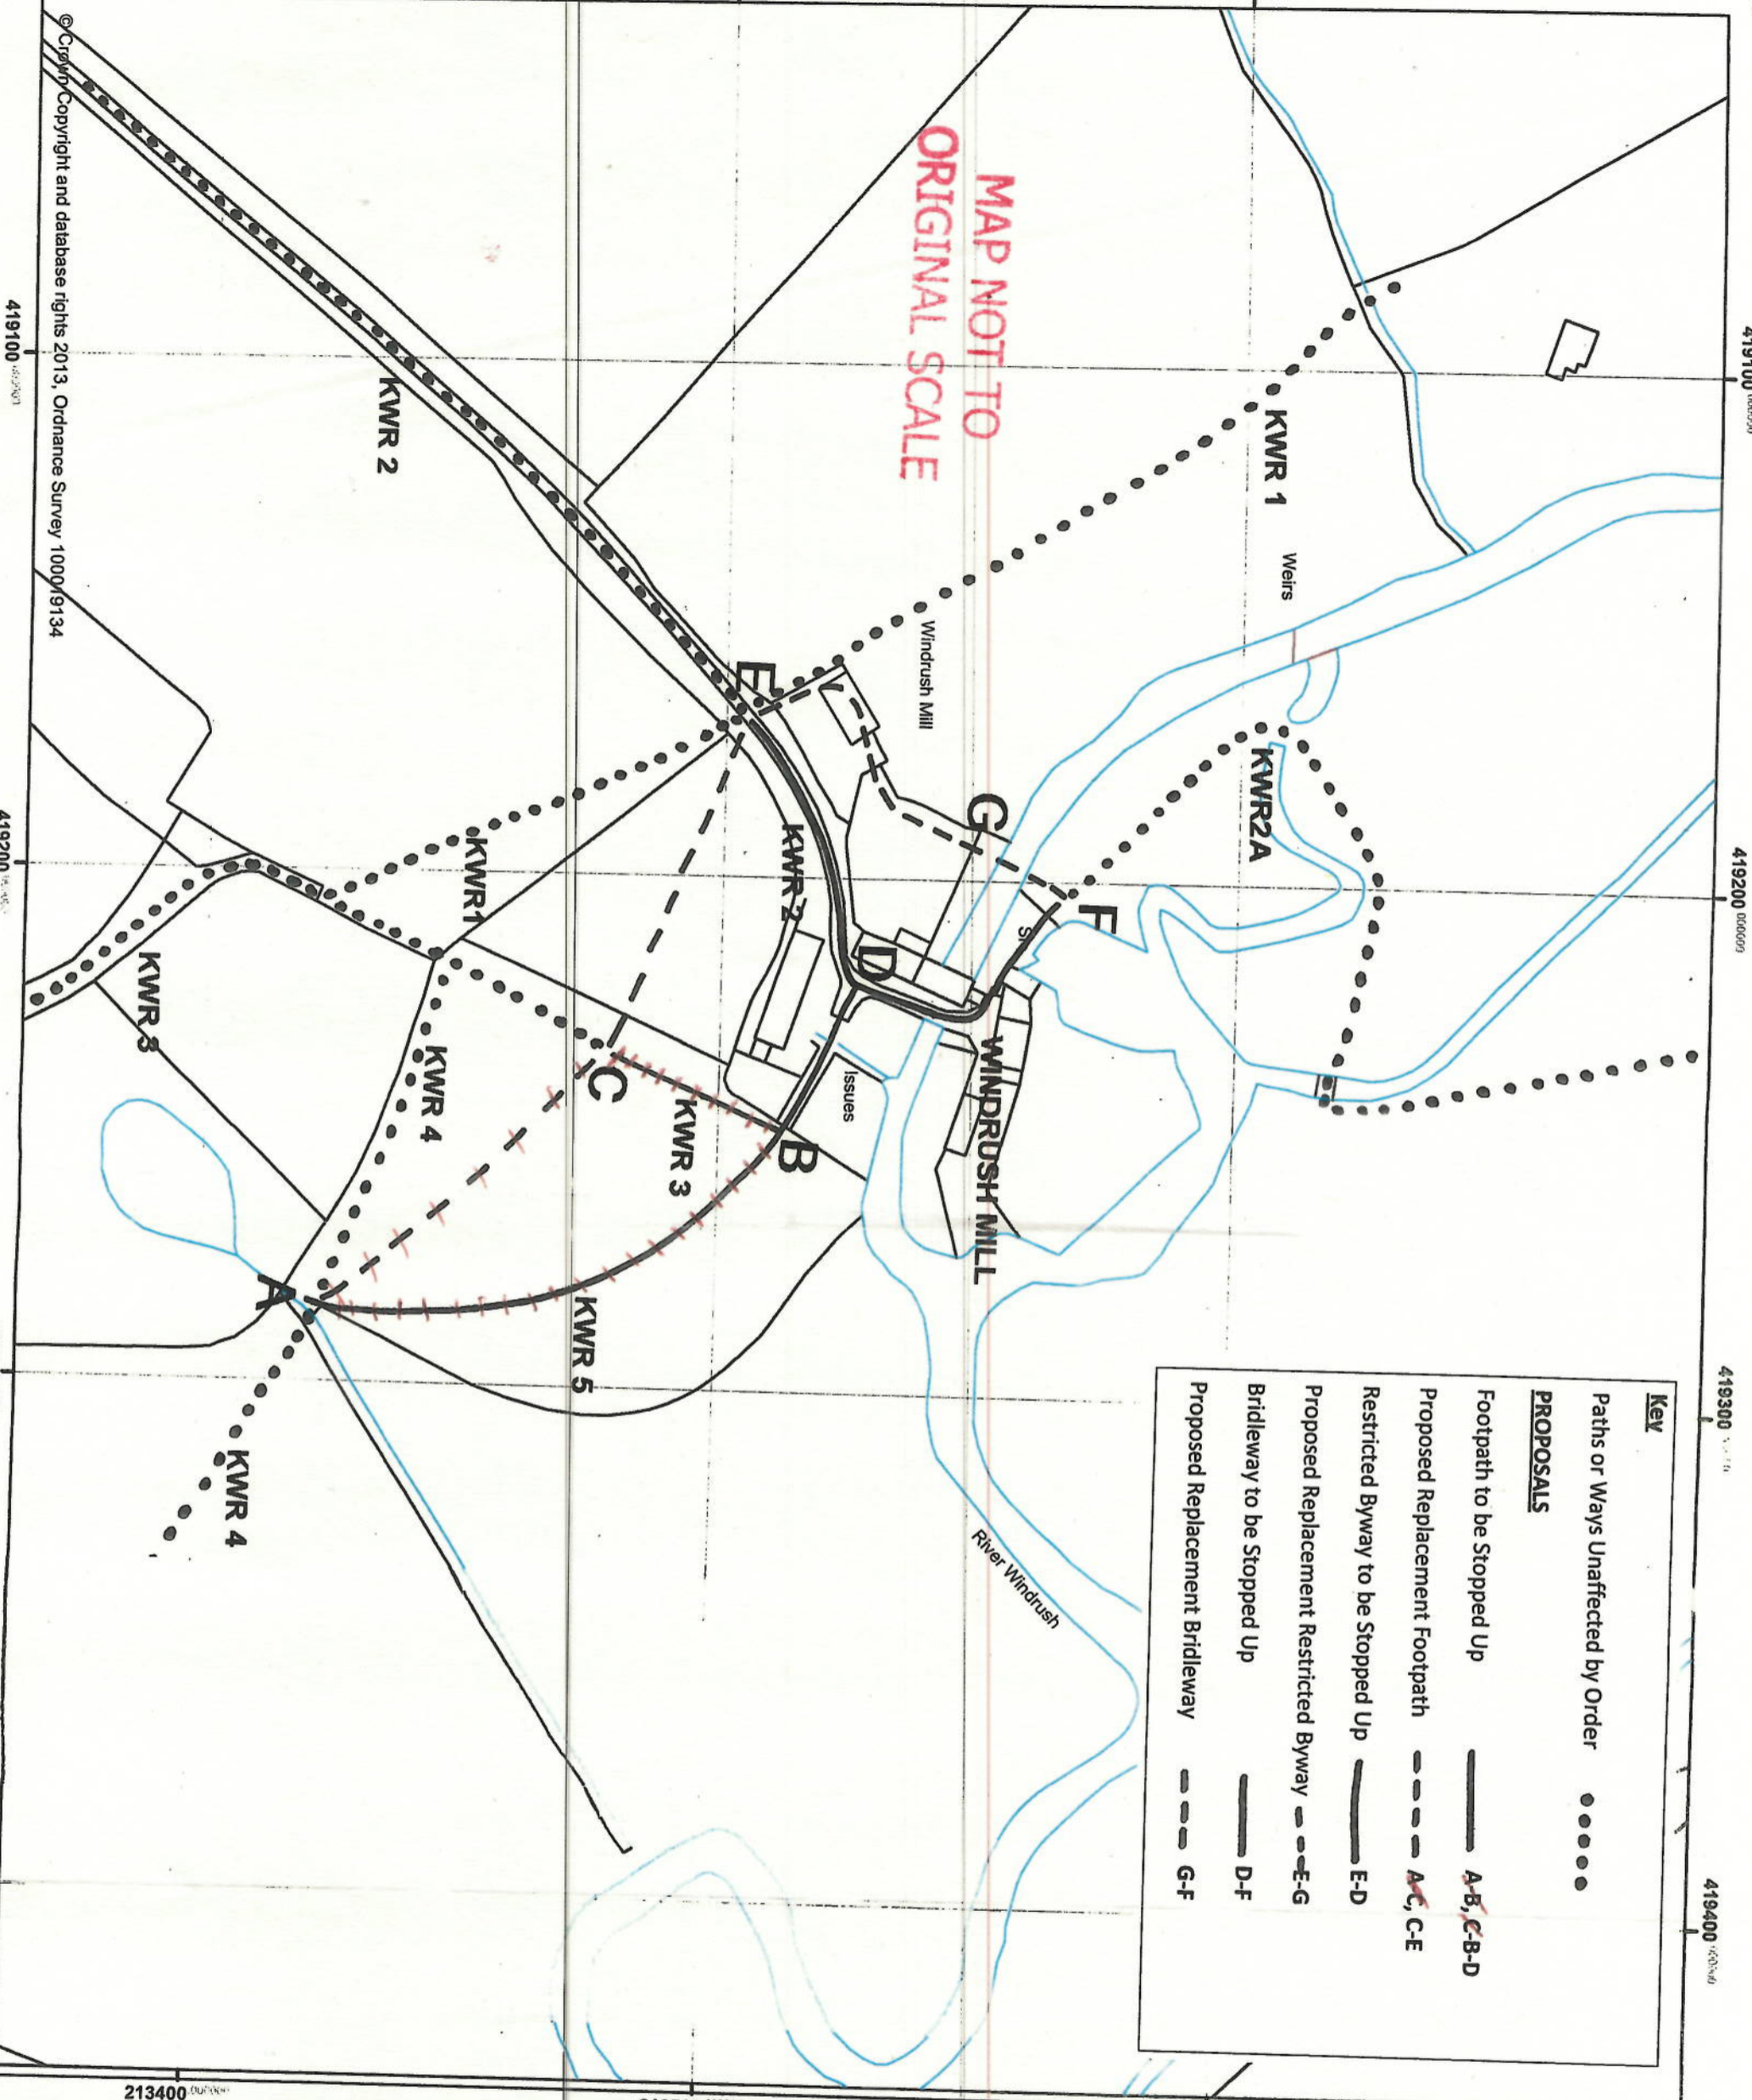 419100
419200
419300
419400
Key
Paths or Ways Unaffected by Order
PROPOSALS
Footpath to be Stopped Up A-B, C-B-D
Proposed Replacement Footpath A-C, C-E
Restricted Byway to be Stopped Up E-D
Proposed Replacement Restricted Byway E-G
Bridleway to be Stopped Up D-F
Proposed Replacement Bridleway G-F
KWR 1
Weirs
KWR2A
MAP NOT TO
ORIGINAL SCALE
Windrush Mill
G
F
E
KWR 2
D
WINDRUSH MILL
Issues
River Windrush
KWR 2
KWR1
C
B
KWR 3
KWR 5
KWR 4
KWR 3
A
KWR 4
© Crown Copyright and database rights 2013, Ordnance Survey 100019134
419100
419200
213400